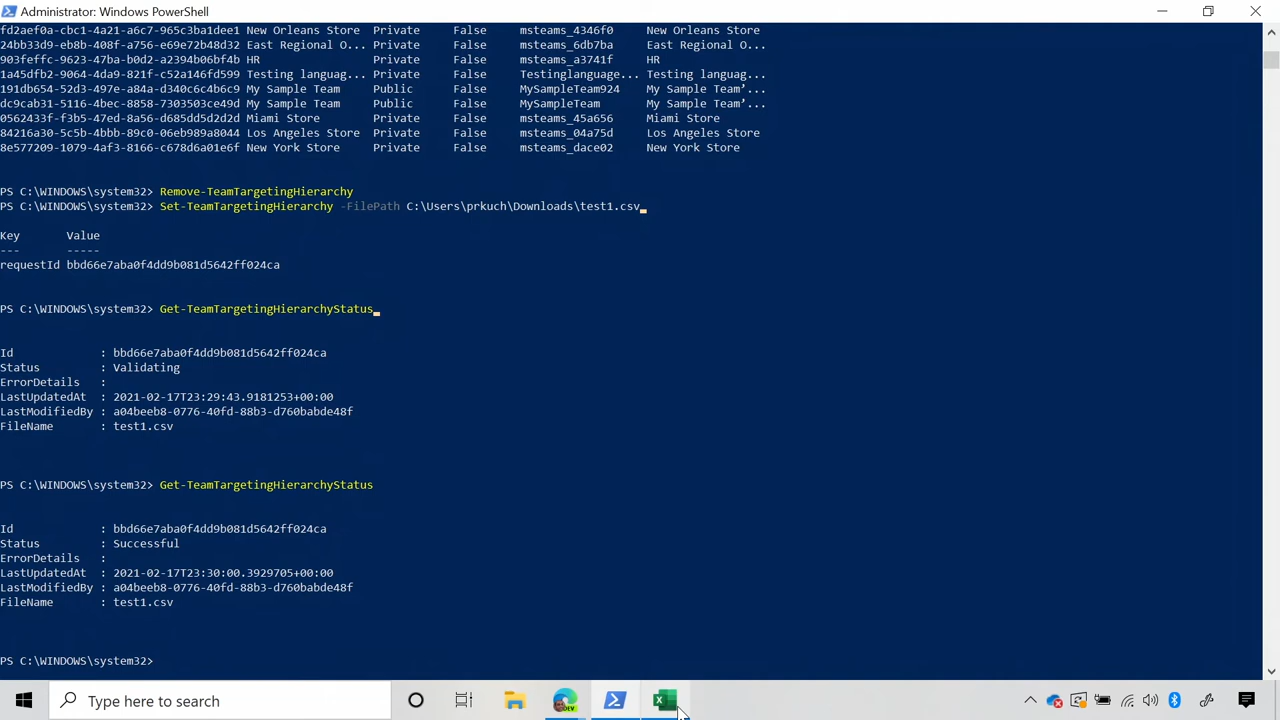 Administrator: Windows PowerShell
fd2aef0a-cbc1-4a21-a6c7-965c3ba1dee1 New Orleans Store Private False msteams_4346f0 New Orleans Store
24bb33d9-eb8b-408f-a756-e69e72b48d32 East Regional O... Private False msteams_6db7ba East Regional O...
903feffc-9623-47ba-b0d2-a2394b06bf4b HR Private False msteams_a3741f HR
1a45dfb2-9064-4da9-821f-c52a146fd599 Testing languag... Private False Testinglanguage... Testing languag...
191db654-52d3-497e-a84a-d340c6c4b6c9 My Sample Team Public False MySampleTeam924 My Sample Team’...
dc9cab31-5116-4bec-8858-7303503ce49d My Sample Team Public False MySampleTeam My Sample Team’...
0562433f-f3b5-47ed-8a56-d685dd5d2d2d Miami Store Private False msteams_45a656 Miami Store
84216a30-5c5b-4bbb-89c0-06eb989a8044 Los Angeles Store Private False msteams_04a75d Los Angeles Store
8e577209-1079-4af3-8166-c678d6a01e6f New York Store Private False msteams_dace02 New York Store
PS C:\WINDOWS\system32> Remove-TeamTargetingHierarchy
PS C:\WINDOWS\system32> Set-TeamTargetingHierarchy -FilePath C:\Users\prkuch\Downloads\test1.csv
Key Value
--- -----
requestId bbd66e7aba0f4dd9b081d5642ff024ca
PS C:\WINDOWS\system32> Get-TeamTargetingHierarchyStatus
Id : bbd66e7aba0f4dd9b081d5642ff024ca
Status : Validating
ErrorDetails :
LastUpdatedAt : 2021-02-17T23:29:43.9181253+00:00
LastModifiedBy : a04beeb8-0776-40fd-88b3-d760babde48f
FileName : test1.csv
PS C:\WINDOWS\system32> Get-TeamTargetingHierarchyStatus
Id : bbd66e7aba0f4dd9b081d5642ff024ca
Status : Successful
ErrorDetails :
LastUpdatedAt : 2021-02-17T23:30:00.3929705+00:00
LastModifiedBy : a04beeb8-0776-40fd-88b3-d760babde48f
FileName : test1.csv
PS C:\WINDOWS\system32>
Type here to search
DEV